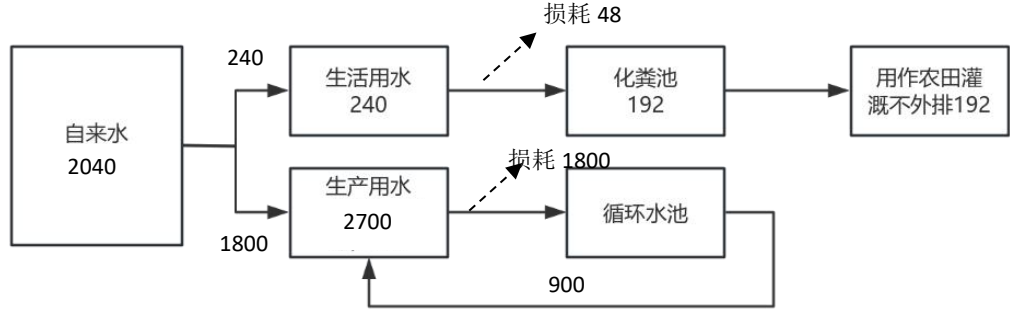 损耗 48
240
生活用水
240
化粪池
192
用作农田灌
溉不外排192
自来水
2040
损耗 1800
生产用水
2700
循环水池
1800
900